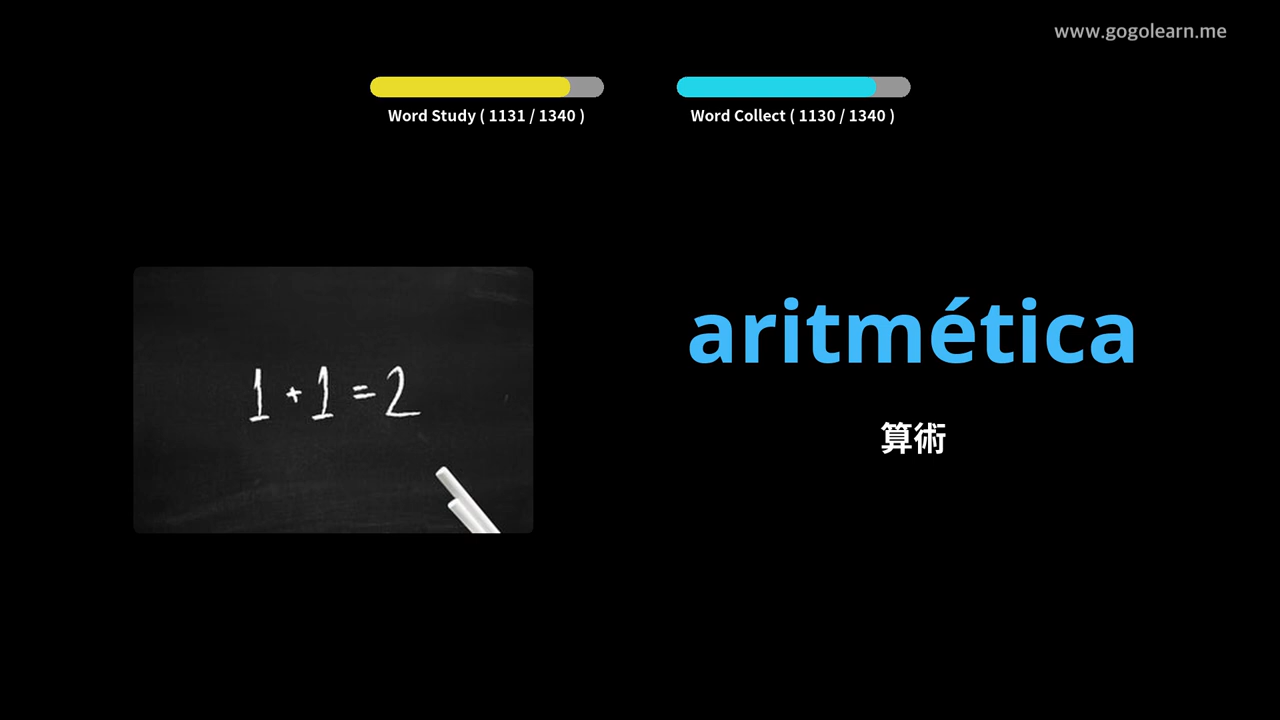 www.gogolearn.me
Word Study ( 1131 / 1340 )
Word Collect ( 1130 / 1340 )
1 + 1 = 2
aritmética
算術